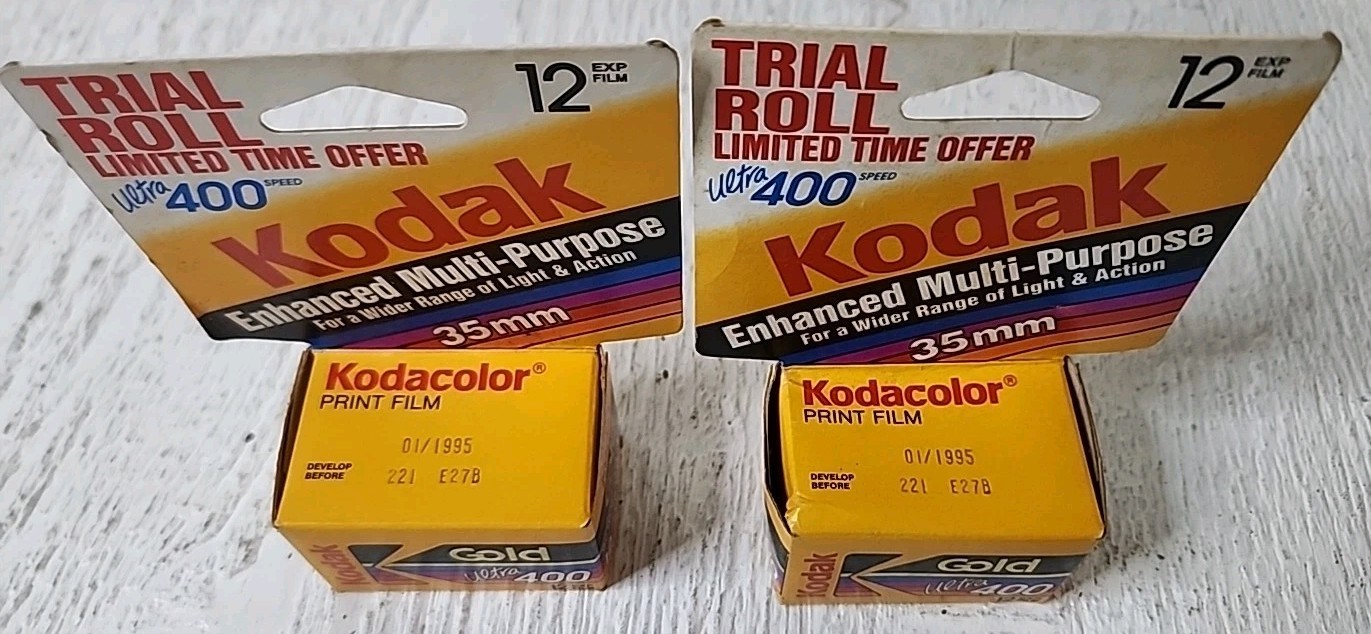 TRIAL
ROLL
LIMITED TIME OFFER
12 EXP
FILM
Ultra 400 SPEED
Kodak
Enhanced Multi-Purpose
For a Wider Range of Light & Action
35mm
Kodacolor®
PRINT FILM
01/1995
DEVELOP
BEFORE
221 E27B
Kodak
Gold
Ultra 400
TRIAL
ROLL
LIMITED TIME OFFER
12 EXP
FILM
Ultra 400 SPEED
Kodak
Enhanced Multi-Purpose
For a Wider Range of Light & Action
35mm
Kodacolor®
PRINT FILM
01/1995
DEVELOP
BEFORE
221 E27B
Kodak
Gold
Ultra 400